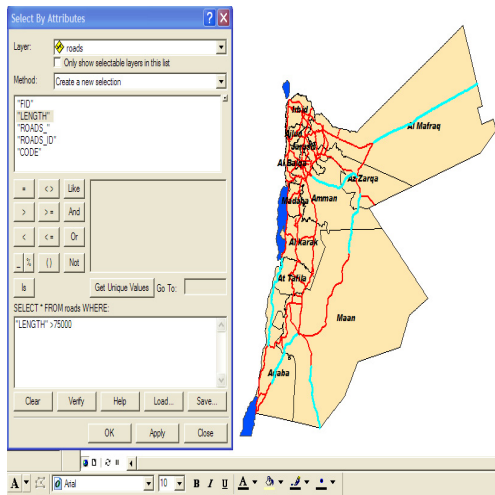 Select By Attributes
Layer: roads
Only show selectable layers in this list
Method: Create a new selection
"FID"
"LENGTH"
"ROADS_"
"ROADS_ID"
"CODE"
= < > Like
> > = And
< < = Or
_ % ( ) Not
Is Get Unique Values Go To:
SELECT * FROM roads WHERE:
"LENGTH" >75000
Clear Verify Help Load... Save...
OK Apply Close
Irbid
Ajlun
Jarash
Al Mafraq
Al Balqa
Az Zarqa
Madaba Amman
Al Karak
At Tafila
Maan
Aqaba
A Arial 10 B I U A